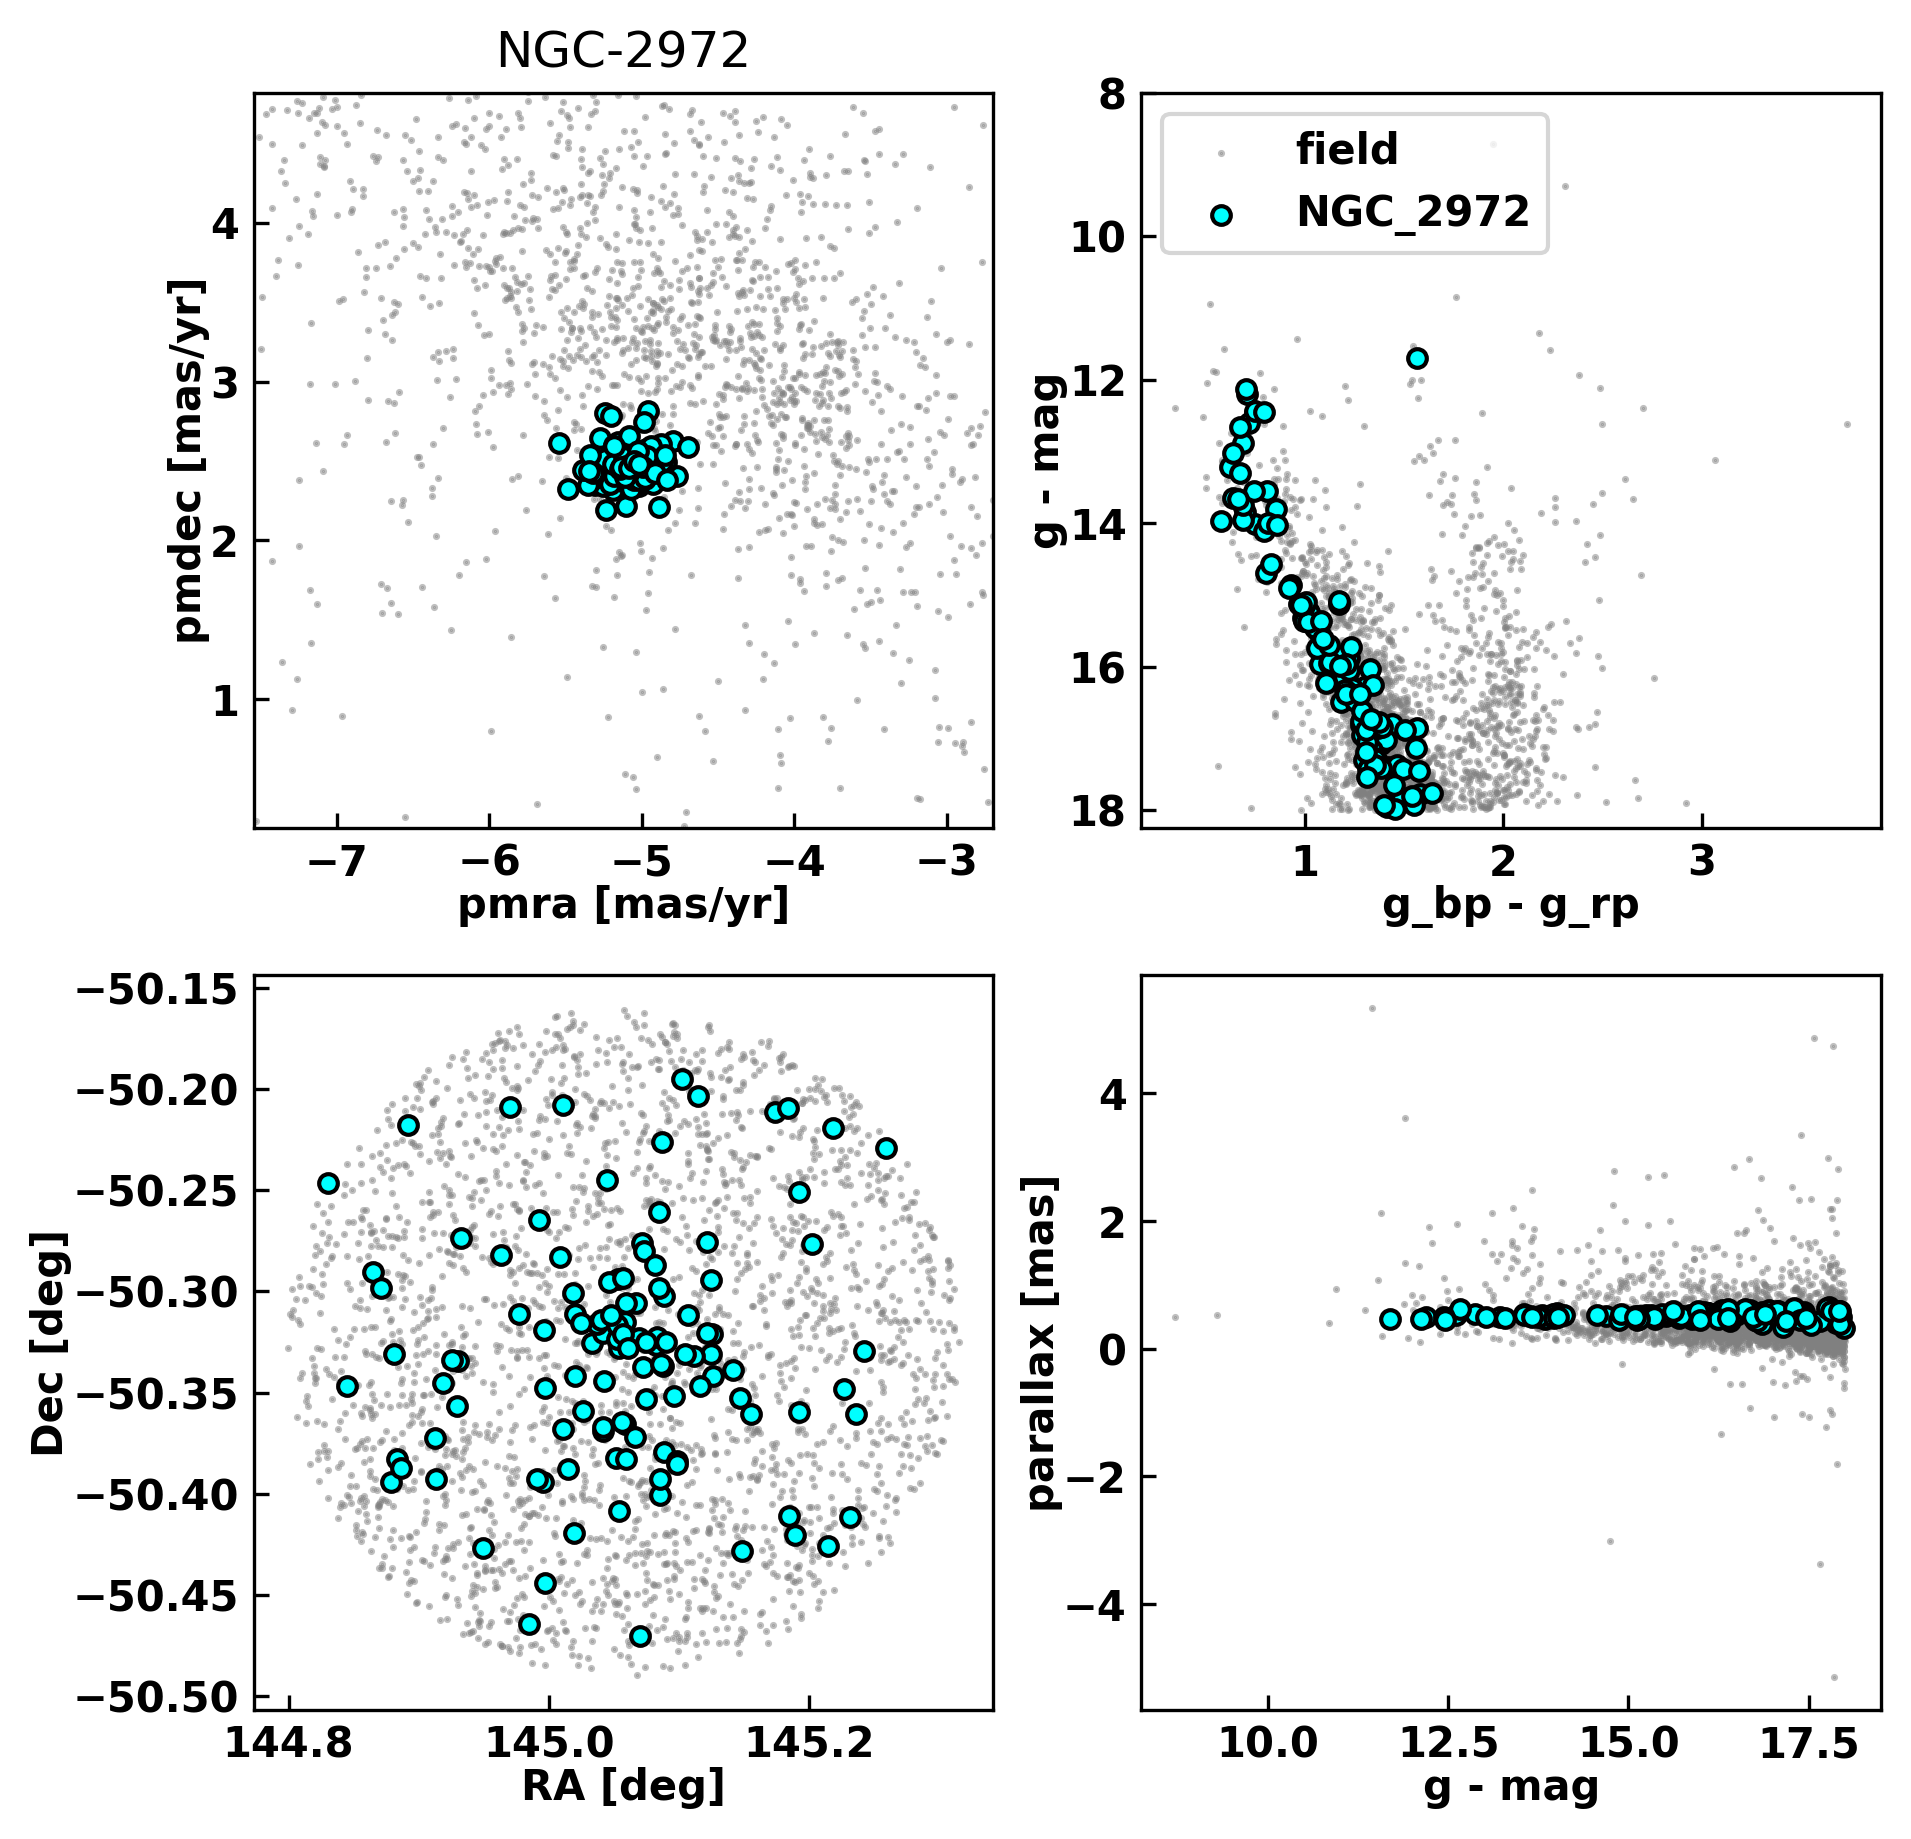 NGC-2972
4
3
2
1
pmdec [mas/yr]
−7 −6 −5 −4 −3
pmra [mas/yr]
8
10
12
14
16
18
g - mag
field
NGC_2972
1 2 3
g_bp - g_rp
−50.15
−50.20
−50.25
−50.30
−50.35
−50.40
−50.45
−50.50
Dec [deg]
144.8 145.0 145.2
RA [deg]
4
2
0
−2
−4
parallax [mas]
10.0 12.5 15.0 17.5
g - mag